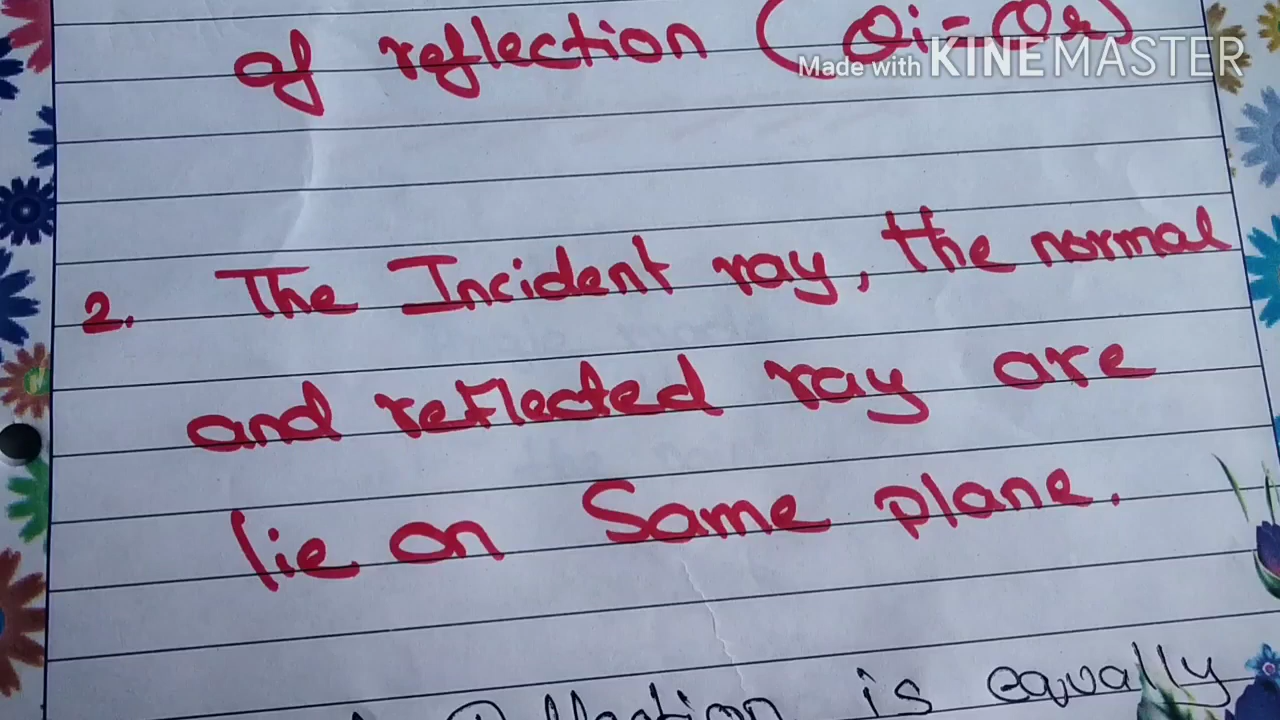 of reflection (θi = θr)
Made with KINEMASTER
2. The Incident ray, the normal
and reflected ray are
lie on Same plane.
is equally